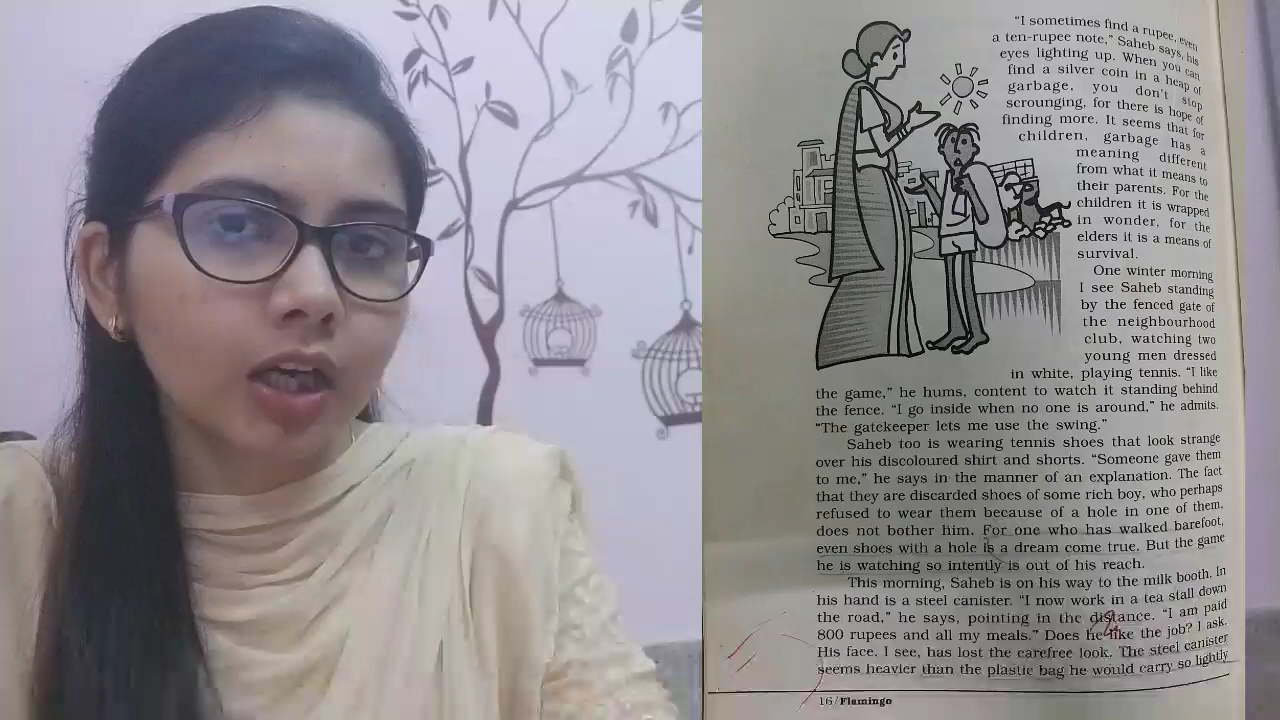 "I sometimes find a rupee, even
a ten-rupee note," Saheb says, his
eyes lighting up. When you can
find a silver coin in a heap of
garbage, you don't stop
scrounging, for there is hope of
finding more. It seems that for
children, garbage has a
meaning different
from what it means to
their parents. For the
children it is wrapped
in wonder, for the
elders it is a means of
survival.
One winter morning
I see Saheb standing
by the fenced gate of
the neighbourhood
club, watching two
young men dressed
in white, playing tennis. "I like
the game," he hums, content to watch it standing behind
the fence. "I go inside when no one is around," he admits.
"The gatekeeper lets me use the swing."
Saheb too is wearing tennis shoes that look strange
over his discoloured shirt and shorts. "Someone gave them
to me," he says in the manner of an explanation. The fact
that they are discarded shoes of some rich boy, who perhaps
refused to wear them because of a hole in one of them,
does not bother him. For one who has walked barefoot,
even shoes with a hole is a dream come true. But the game
he is watching so intently is out of his reach.
This morning, Saheb is on his way to the milk booth. In
his hand is a steel canister. "I now work in a tea stall down
the road," he says, pointing in the distance. "I am paid
800 rupees and all my meals." Does he like the job? I ask.
His face, I see, has lost the carefree look. The steel canister
seems heavier than the plastic bag he would carry so lightly
16/Flamingo